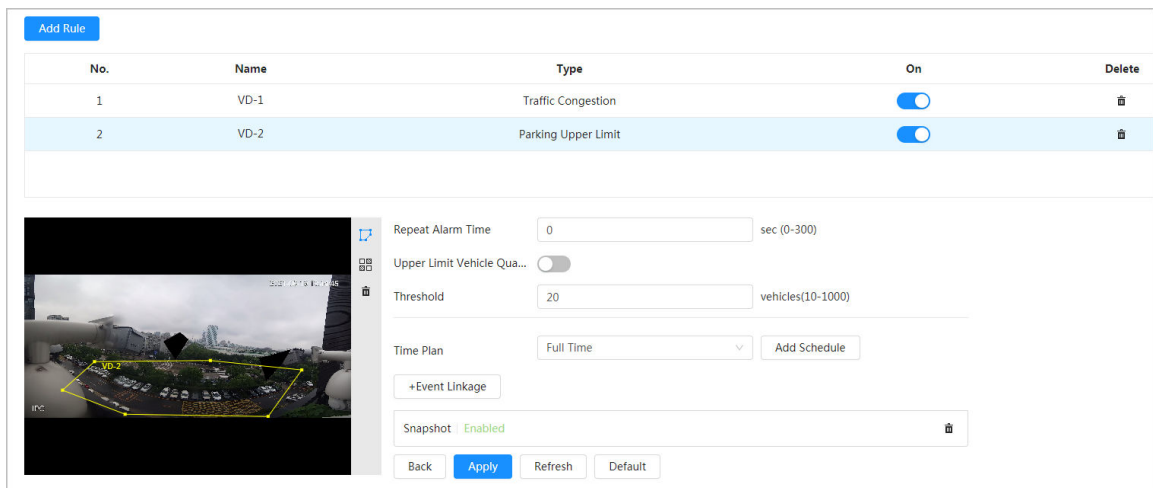 Add Rule
No. Name Type On Delete
1 VD-1 Traffic Congestion
2 VD-2 Parking Upper Limit
Repeat Alarm Time 0 sec (0-300)
Upper Limit Vehicle Qua...
Threshold 20 vehicles(10-1000)
Time Plan Full Time Add Schedule
VD-2
+Event Linkage
IPC
Snapshot Enabled
Back Apply Refresh Default